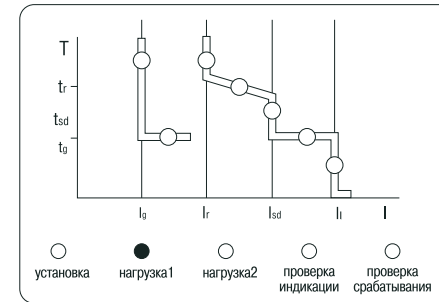 T
tr
tsd
tg
Ig Ir Isd Ii I
установка нагрузка1 нагрузка2 проверка индикации проверка срабатывания